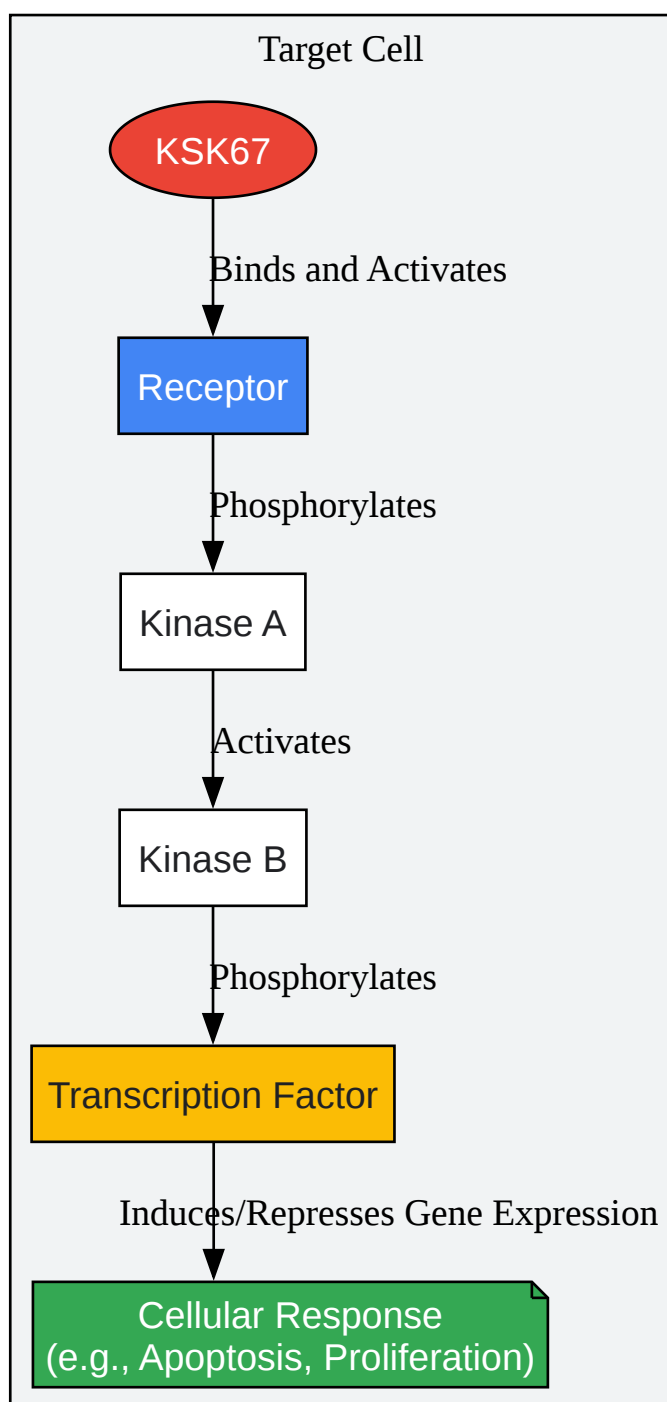 Target Cell
KSK67
Binds and Activates
Receptor
Phosphorylates
Kinase A
Activates
Kinase B
Phosphorylates
Transcription Factor
Induces/Represses Gene Expression
Cellular Response
(e.g., Apoptosis, Proliferation)